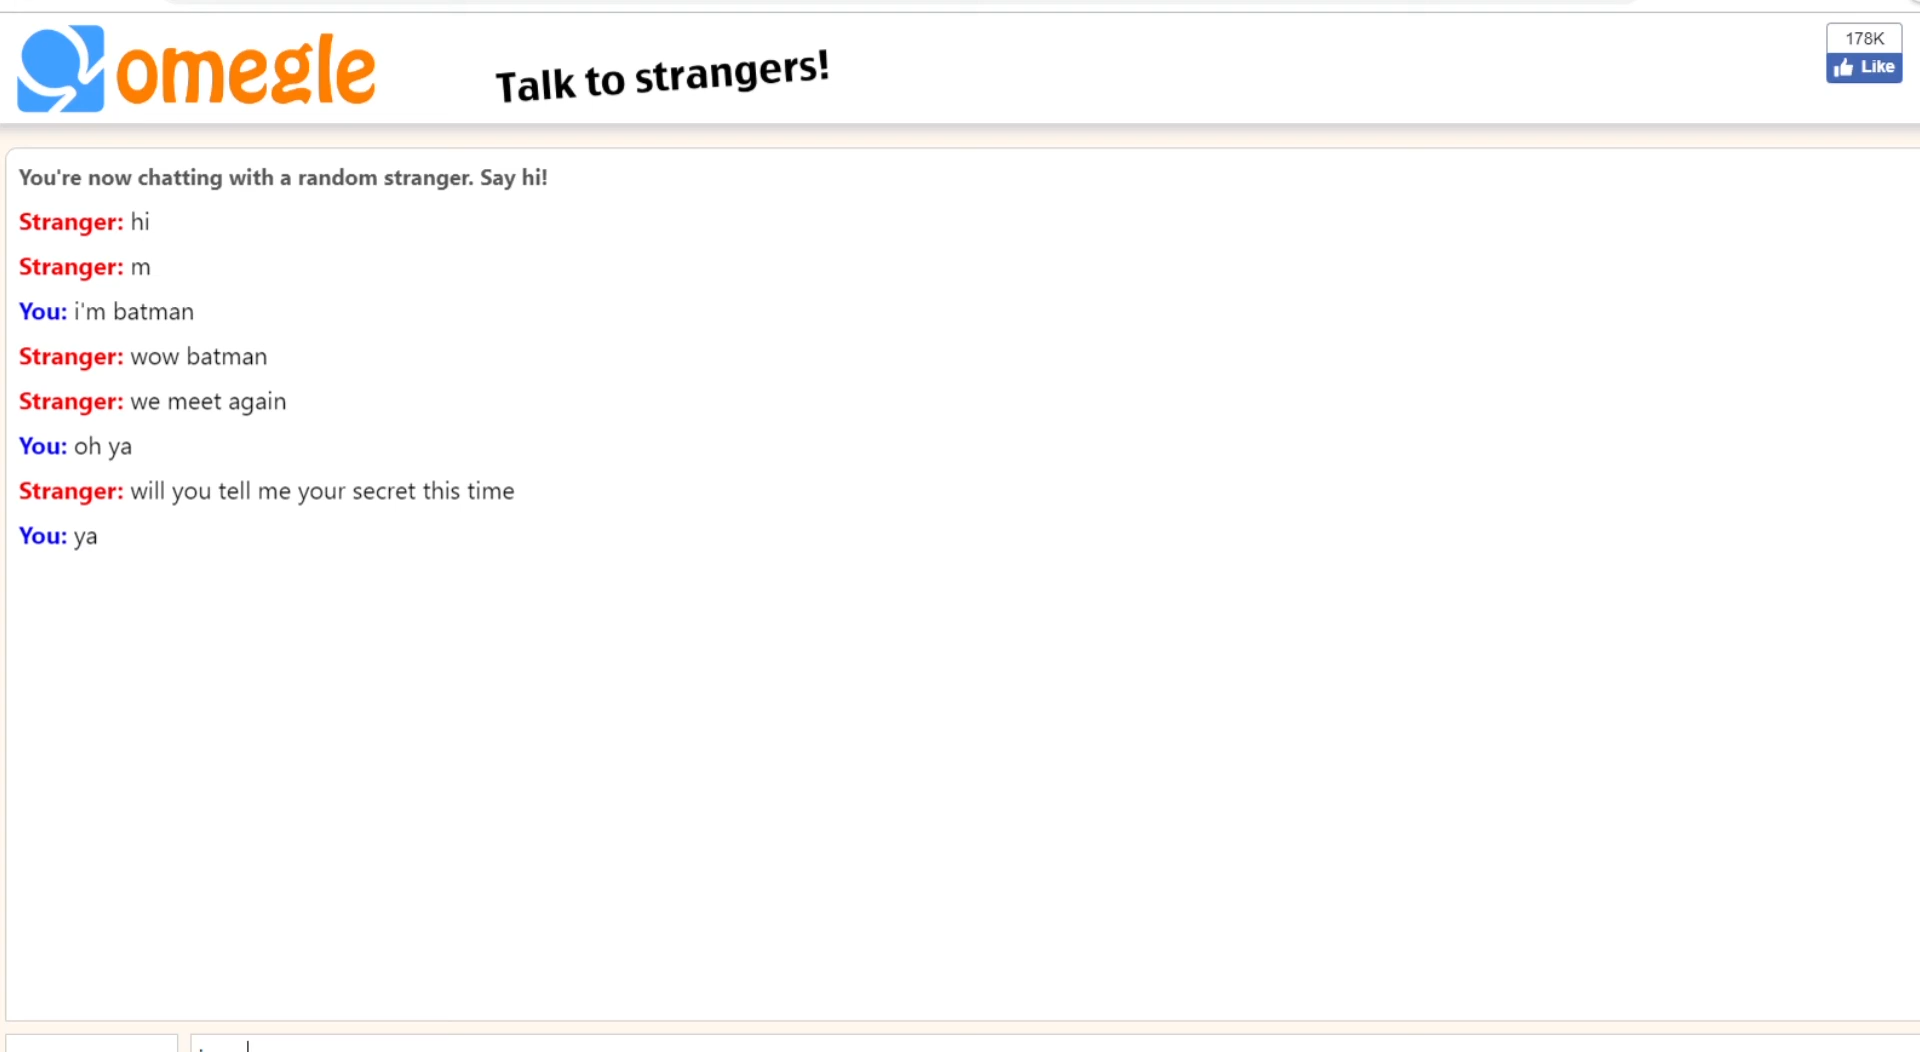 omegle
Talk to strangers!
178K
Like
You're now chatting with a random stranger. Say hi!
Stranger: hi
Stranger: m
You: i'm batman
Stranger: wow batman
Stranger: we meet again
You: oh ya
Stranger: will you tell me your secret this time
You: ya